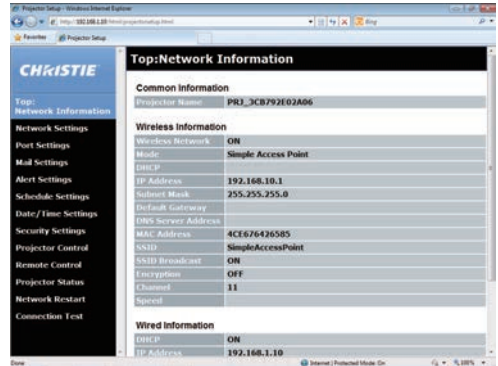 Projector Setup - Windows Internet Explorer
Bing
Favorites
Projector Setup
CHRISTIE
Top:
Network Information
Network Settings
Port Settings
Mail Settings
Alert Settings
Schedule Settings
Date/Time Settings
Security Settings
Projector Control
Remote Control
Projector Status
Network Restart
Connection Test
Top:Network Information
Common Information
Projector Name PRJ_3CB792E02A06
Wireless Information
Wireless Network ON
Mode Simple Access Point
DHCP
IP Address 192.168.10.1
Subnet Mask 255.255.255.0
Default Gateway
DNS Server Address
MAC Address 4CE676426585
SSID SimpleAccessPoint
SSID Broadcast ON
Encryption OFF
Channel 11
Speed
Wired Information
DHCP ON
IP Address 192.168.1.10
Done
Internet | Protected Mode: On
100%